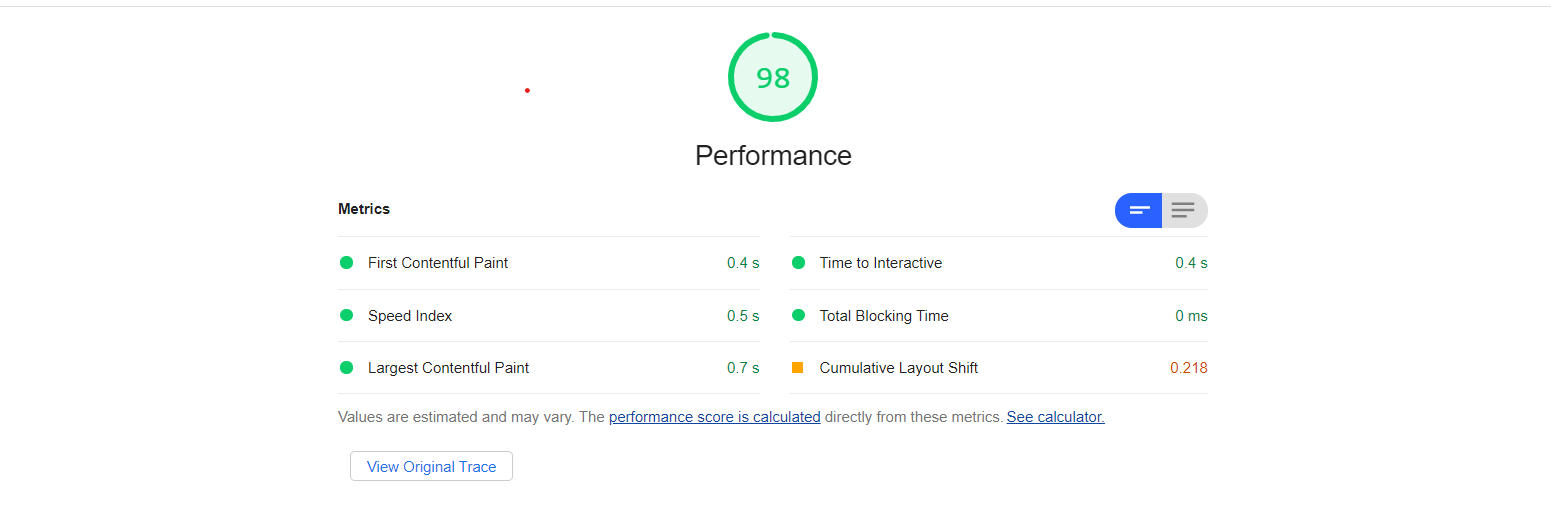 98
Performance
Metrics
First Contentful Paint 0.4 s
Time to Interactive 0.4 s
Speed Index 0.5 s
Total Blocking Time 0 ms
Largest Contentful Paint 0.7 s
Cumulative Layout Shift 0.218
Values are estimated and may vary. The performance score is calculated directly from these metrics. See calculator.
View Original Trace